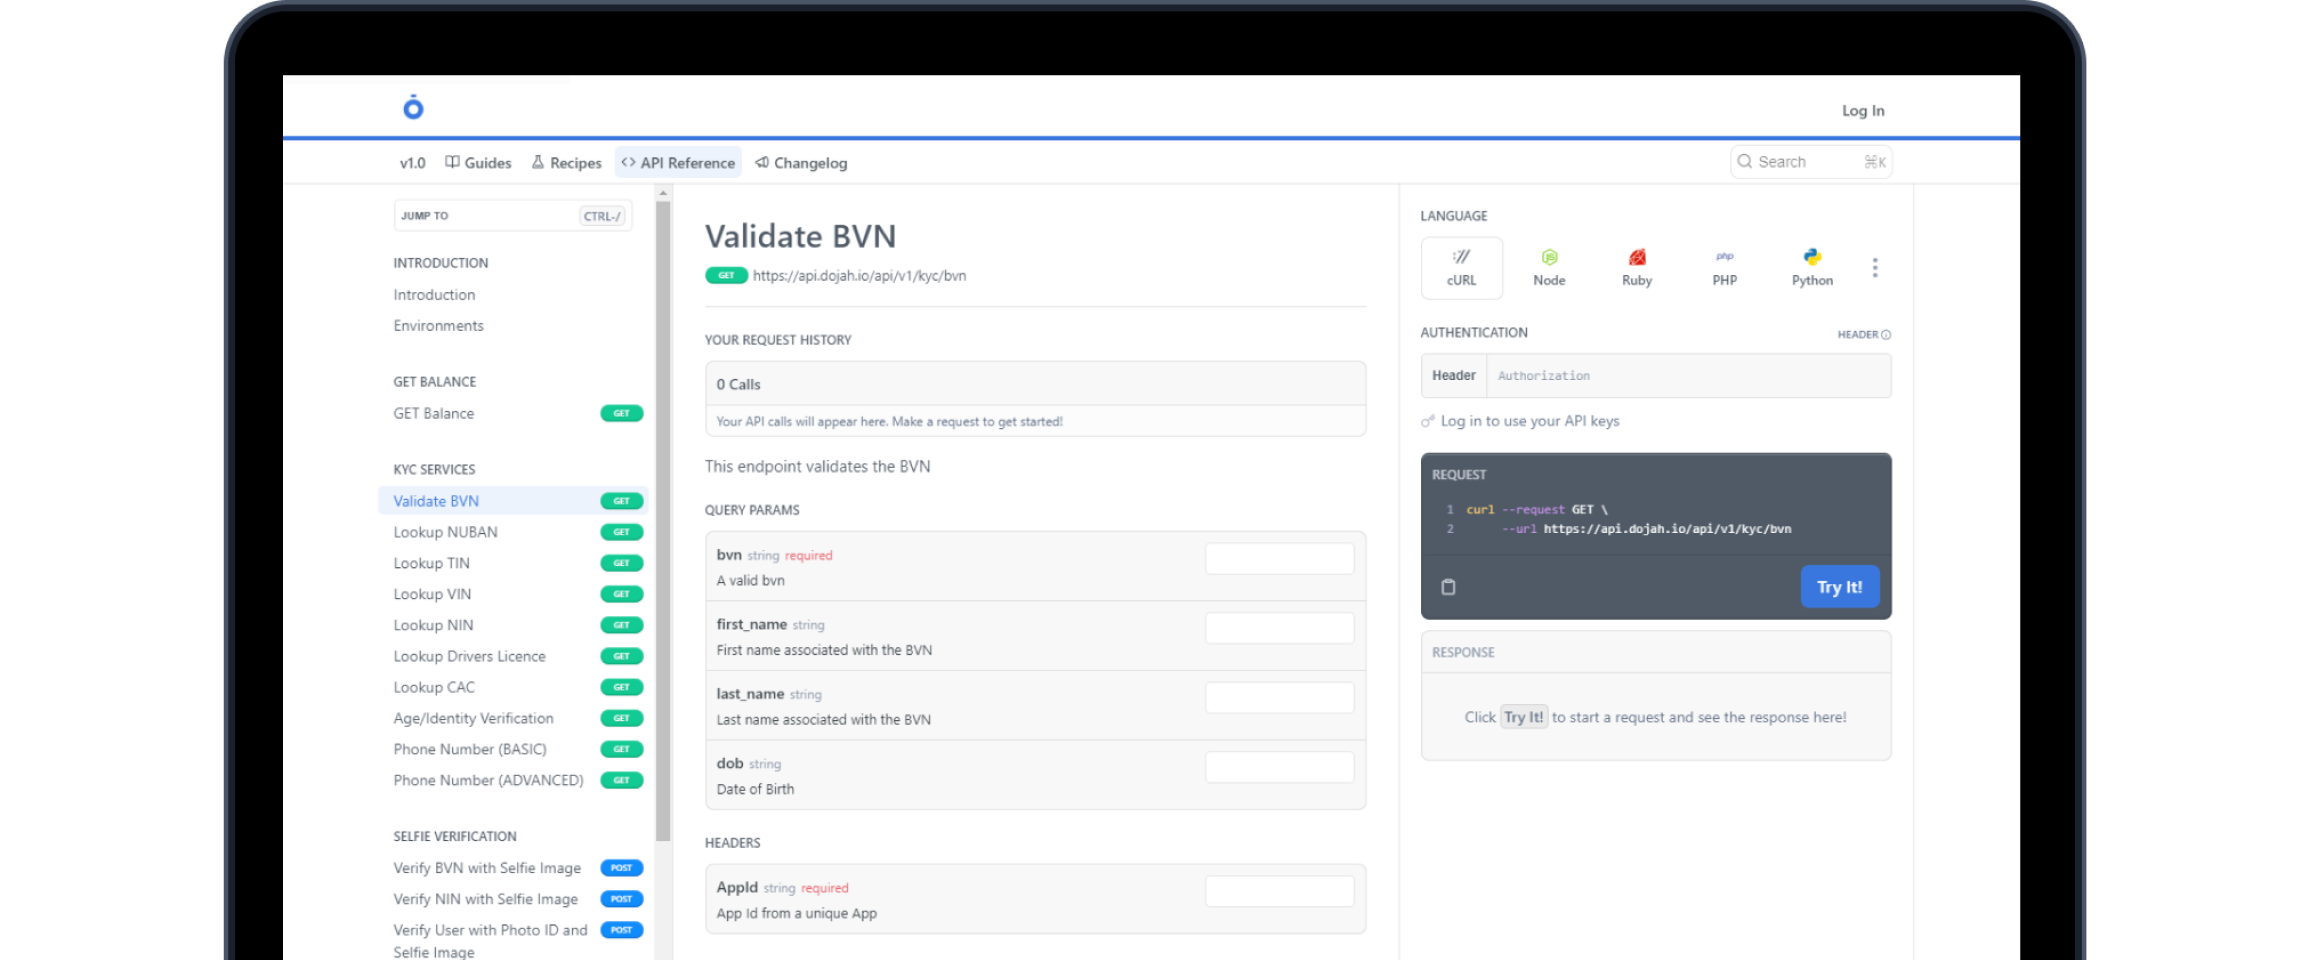 Log In
v1.0 Guides Recipes <> API Reference Changelog
Search ⌘K
JUMP TO CTRL-/
INTRODUCTION
Introduction
Environments
GET BALANCE
GET Balance GET
KYC SERVICES
Validate BVN GET
Lookup NUBAN GET
Lookup TIN GET
Lookup VIN GET
Lookup NIN GET
Lookup Drivers Licence GET
Lookup CAC GET
Age/Identity Verification GET
Phone Number (BASIC) GET
Phone Number (ADVANCED) GET
SELFIE VERIFICATION
Verify BVN with Selfie Image POST
Verify NIN with Selfie Image POST
Verify User with Photo ID and POST
Selfie Image
Validate BVN
GET https://api.dojah.io/api/v1/kyc/bvn
YOUR REQUEST HISTORY
0 Calls
Your API calls will appear here. Make a request to get started!
This endpoint validates the BVN
QUERY PARAMS
bvn string required
A valid bvn
first_name string
First name associated with the BVN
last_name string
Last name associated with the BVN
dob string
Date of Birth
HEADERS
AppId string required
App Id from a unique App
LANGUAGE
cURL Node Ruby PHP Python
AUTHENTICATION HEADER
Header Authorization
Log in to use your API keys
REQUEST
1 curl --request GET \
2 --url https://api.dojah.io/api/v1/kyc/bvn
Try It!
RESPONSE
Click Try It! to start a request and see the response here!